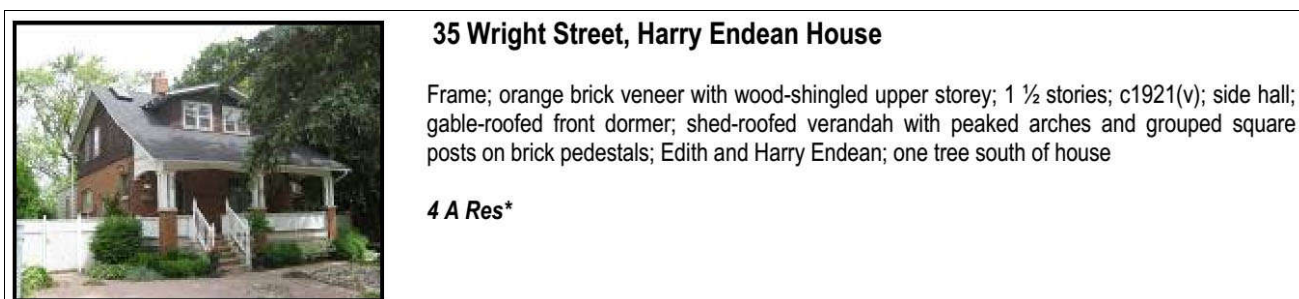 35 Wright Street, Harry Endean House
Frame; orange brick veneer with wood-shingled upper storey; 1 ½ stories; c1921(v); side hall;
gable-roofed front dormer; shed-roofed verandah with peaked arches and grouped square
posts on brick pedestals; Edith and Harry Endean; one tree south of house
4 A Res*